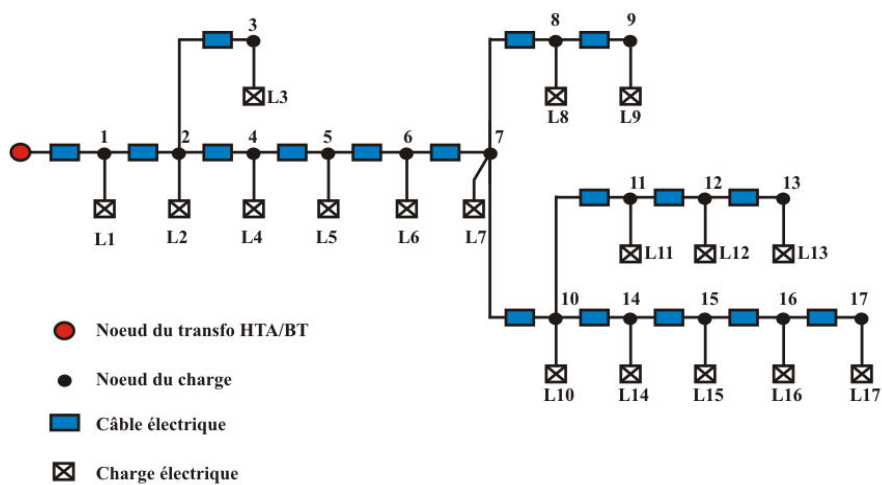 3
8
9
L3
L8
L9
1
2
4
5
6
7
11
12
13
L1
L2
L4
L5
L6
L7
L11
L12
L13
10
14
15
16
17
L10
L14
L15
L16
L17
Noeud du transfo HTA/BT
Noeud du charge
Câble électrique
Charge électrique